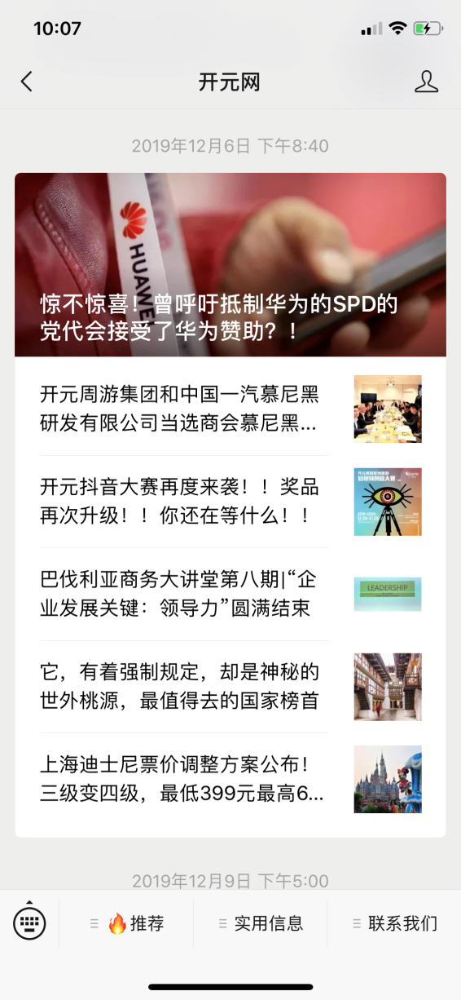 10:07
开元网
2019年12月6日 下午8:40
HUAWEI
惊不惊喜！曾呼吁抵制华为的SPD的
党代会接受了华为赞助？！
开元周游集团和中国一汽慕尼黑
研发有限公司当选商会慕尼黑...
开元抖音大赛再度来袭！！奖品
再次升级！！你还在等什么！！
巴伐利亚商务大讲堂第八期|“企
业发展关键：领导力”圆满结束
LEADERSHIP
它，有着强制规定，却是神秘的
世外桃源，最值得去的国家榜首
上海迪士尼票价调整方案公布！
三级变四级，最低399元最高6...
2019年12月9日 下午5:00
推荐
实用信息
联系我们